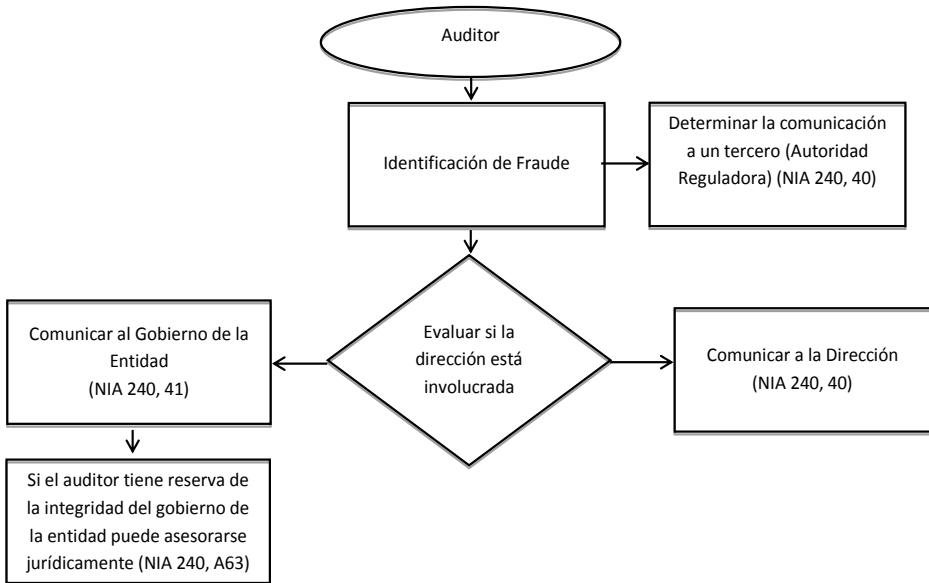 Auditor
Identificación de Fraude
Determinar la comunicación
a un tercero (Autoridad
Reguladora) (NIA 240, 40)
Evaluar si la
dirección está
involucrada
Comunicar al Gobierno de la
Entidad
(NIA 240, 41)
Comunicar a la Dirección
(NIA 240, 40)
Si el auditor tiene reserva de
la integridad del gobierno de
la entidad puede asesorarse
jurídicamente (NIA 240, A63)